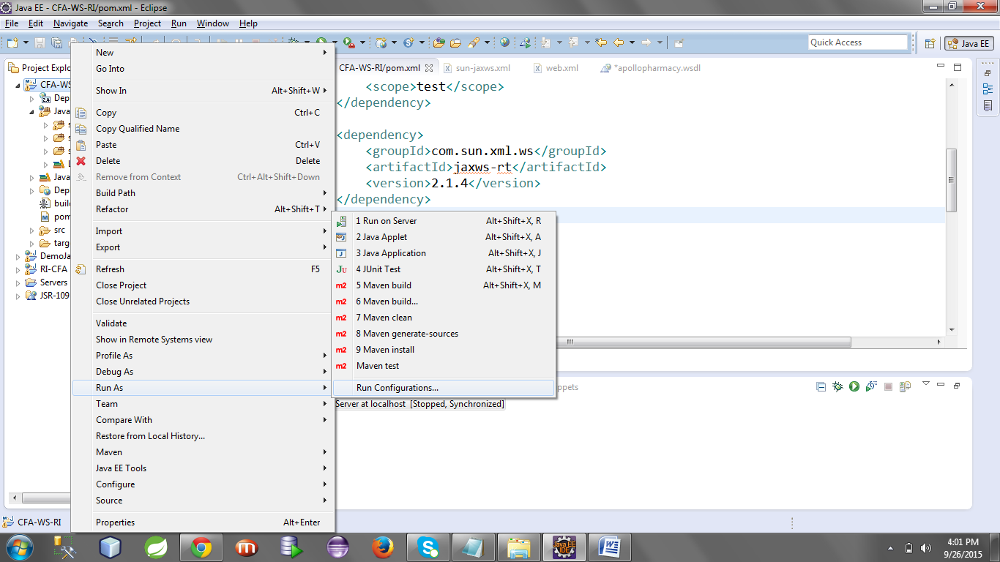 Java EE - CFA-WS-RI/pom.xml - Eclipse
File Edit Navigate Search Project Run Window Help
Quick Access
Java EE
Project Explo
CFA-WS-RI/pom.xml
sun-jaxws.xml
web.xml
*apollopharmacy.wsdl
CFA-WS
Dep
Java
s
s
s
L
Java
Dep
build
pom
src
targ
DemoJa
RI-CFA
Servers
JSR-109
New
Go Into
Show In Alt+Shift+W
Copy Ctrl+C
Copy Qualified Name
Paste Ctrl+V
Delete Delete
Remove from Context Ctrl+Alt+Shift+Down
Build Path
Refactor Alt+Shift+T
Import
Export
Refresh F5
Close Project
Close Unrelated Projects
Validate
Show in Remote Systems view
Profile As
Debug As
Run As
Team
Compare With
Restore from Local History...
Maven
Java EE Tools
Configure
Source
Properties Alt+Enter
<scope>test</scope>
</dependency>
<dependency>
<groupId>com.sun.xml.ws</groupId>
<artifactId>jaxws-rt</artifactId>
<version>2.1.4</version>
</dependency>
1 Run on Server Alt+Shift+X, R
2 Java Applet Alt+Shift+X, A
3 Java Application Alt+Shift+X, J
4 JUnit Test Alt+Shift+X, T
5 Maven build Alt+Shift+X, M
6 Maven build...
7 Maven clean
8 Maven generate-sources
9 Maven install
Maven test
Run Configurations...
ppets
Server at localhost [Stopped, Synchronized]
CFA-WS-RI
Java EE
IDE
4:01 PM
9/26/2015